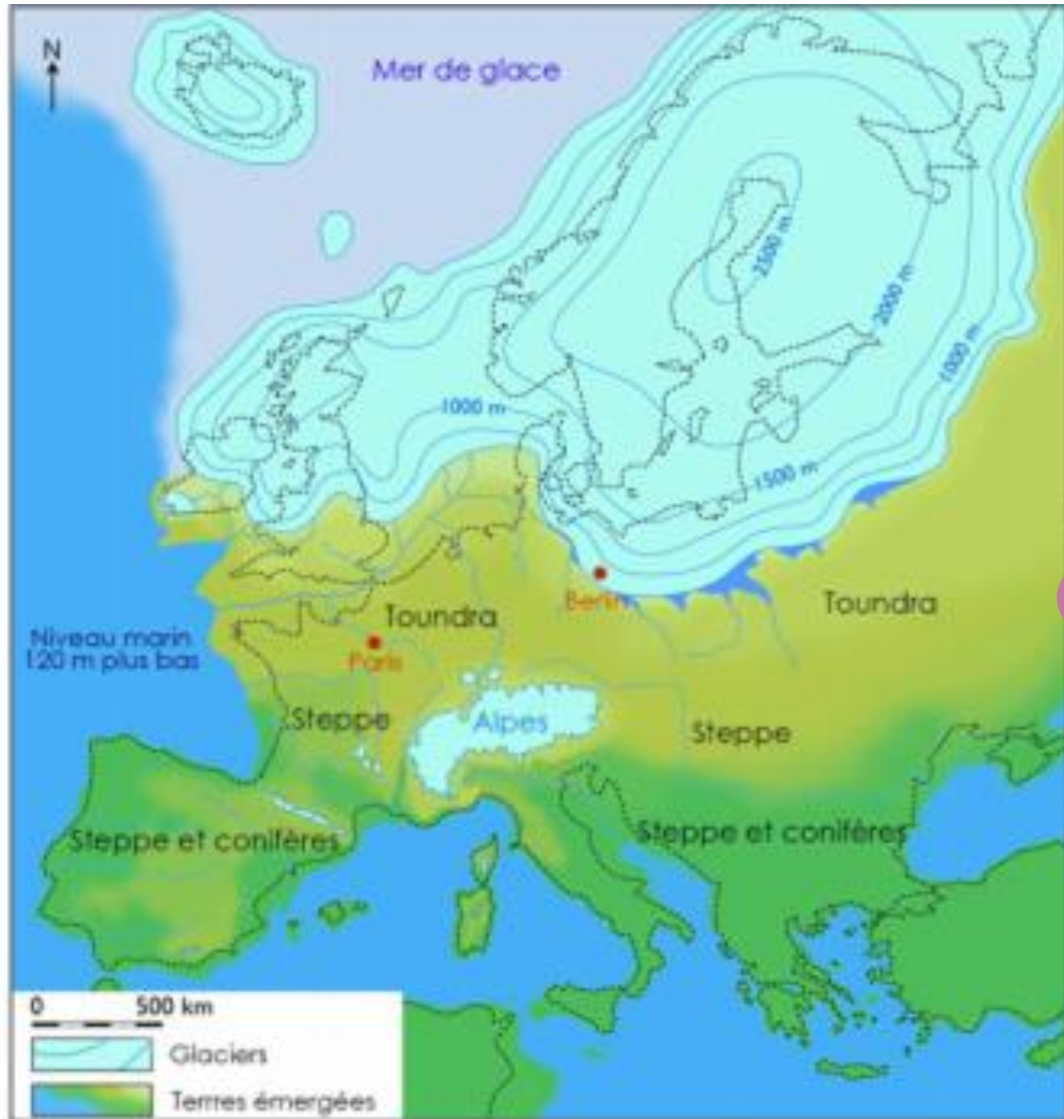 N
Mer de glace
2500 m
2000 m
1000 m
1000 m
1500 m
Berlin
Toundra
Toundra
Niveau marin
120 m plus bas
Paris
Steppe
Alpes
Steppe
Steppe et conifères
Steppe et conifères
0 500 km
Glaciers
Terrres émergées